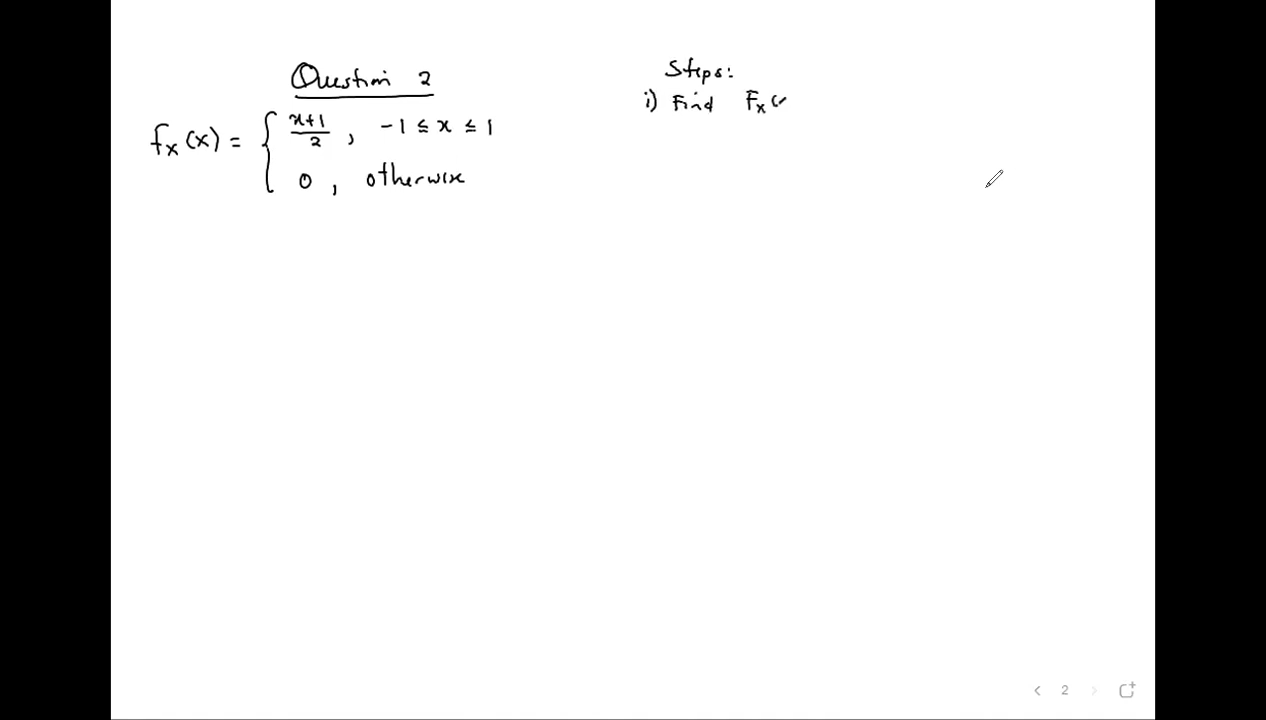 Question 2
f_X(x) = { x+1/2 , -1 ≤ x ≤ 1
0 , otherwise
Steps:
i) Find F_X(
2